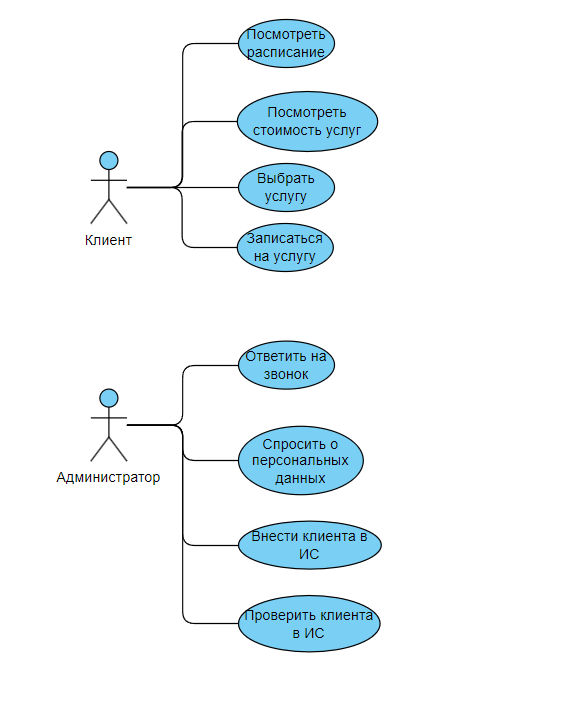 Посмотреть
расписание
Посмотреть
стоимость услуг
Выбрать
услугу
Клиент
Записаться
на услугу
Ответить на
звонок
Спросить о
персональных
данных
Администратор
Внести клиента в
ИС
Проверить клиента
в ИС